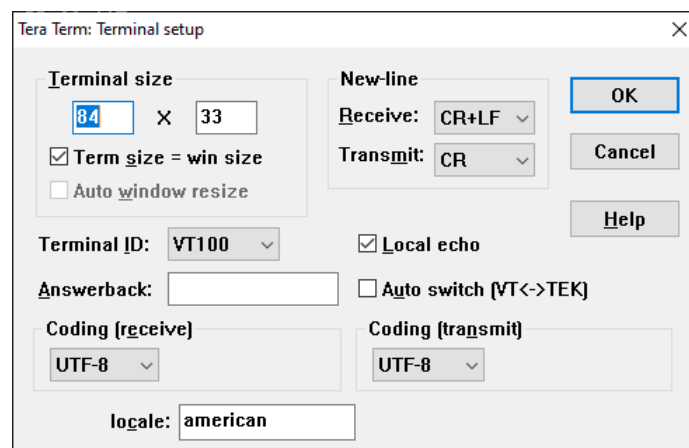 Tera Term: Terminal setup
Terminal size
84 X 33
Term size = win size
Auto window resize
New-line
Receive: CR+LF
Transmit: CR
OK
Cancel
Help
Terminal ID: VT100
Local echo
Answerback:
Auto switch (VT<->TEK)
Coding (receive)
UTF-8
Coding (transmit)
UTF-8
locale: american